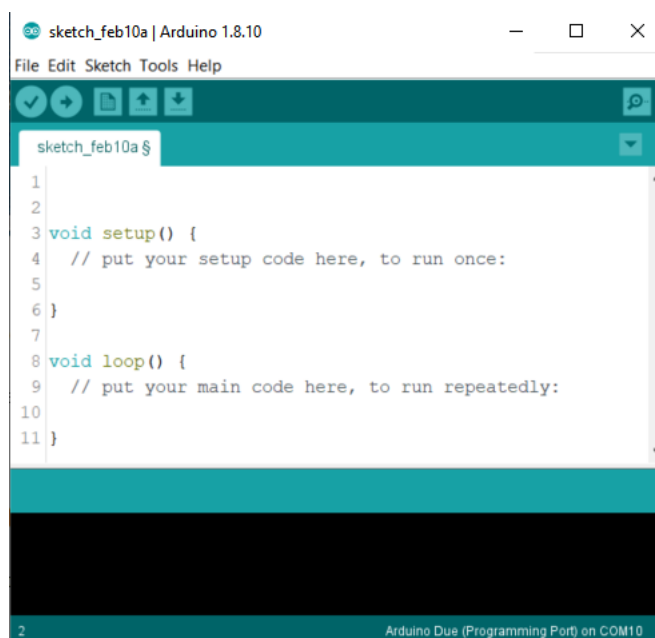 sketch_feb10a | Arduino 1.8.10
File Edit Sketch Tools Help
sketch_feb10a §
1
2
3 void setup() {
4   // put your setup code here, to run once:
5
6 }
7
8 void loop() {
9   // put your main code here, to run repeatedly:
10
11 }
2 Arduino Due (Programming Port) on COM10